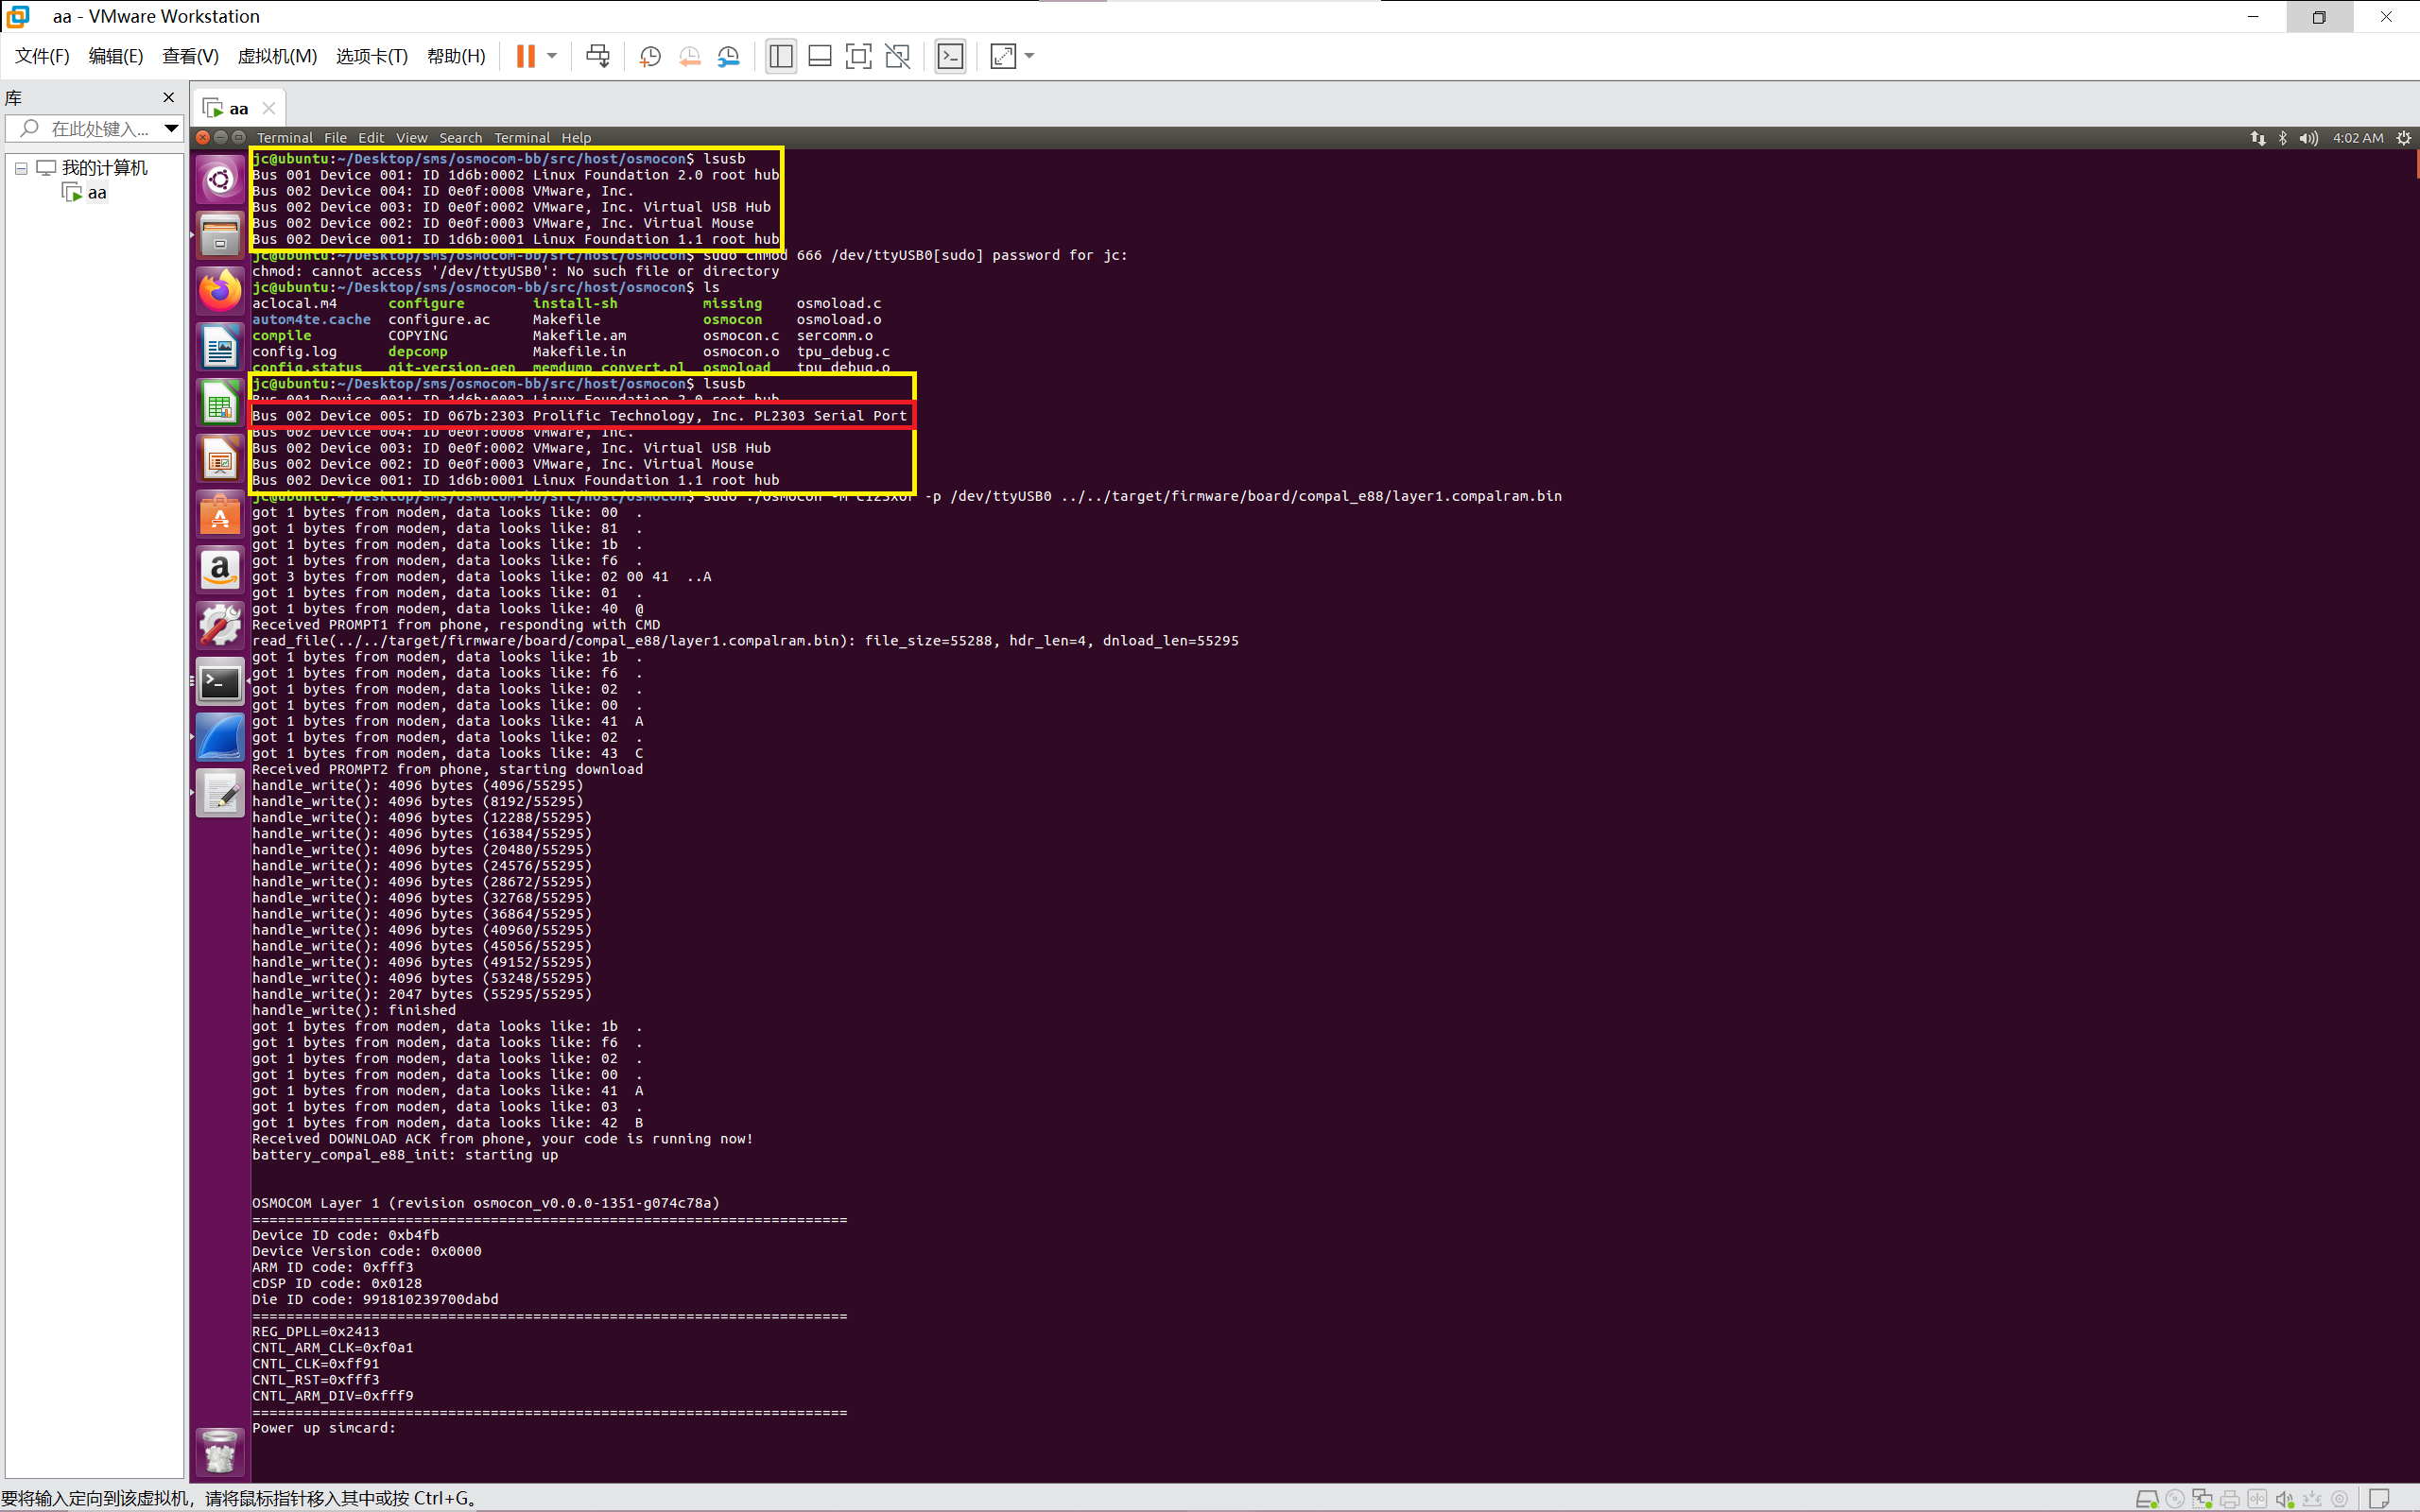 aa - VMware Workstation
文件(F) 编辑(E) 查看(V) 虚拟机(M) 选项卡(T) 帮助(H)
库
在此处键入...
我的计算机
aa
aa
Terminal File Edit View Search Terminal Help
4:02 AM
jc@ubuntu:~/Desktop/sms/osmocom-bb/src/host/osmocon$ lsusb
Bus 001 Device 001: ID 1d6b:0002 Linux Foundation 2.0 root hub
Bus 002 Device 004: ID 0e0f:0008 VMware, Inc.
Bus 002 Device 003: ID 0e0f:0002 VMware, Inc. Virtual USB Hub
Bus 002 Device 002: ID 0e0f:0003 VMware, Inc. Virtual Mouse
Bus 002 Device 001: ID 1d6b:0001 Linux Foundation 1.1 root hub
jc@ubuntu:~/Desktop/sms/osmocom-bb/src/host/osmocon$ sudo chmod 666 /dev/ttyUSB0[sudo] password for jc:
chmod: cannot access '/dev/ttyUSB0': No such file or directory
jc@ubuntu:~/Desktop/sms/osmocom-bb/src/host/osmocon$ ls
aclocal.m4 configure install-sh missing osmoload.c
autom4te.cache configure.ac Makefile osmocon osmoload.o
compile COPYING Makefile.am osmocon.c sercomm.o
config.log depcomp Makefile.in osmocon.o tpu_debug.c
config.status git-version-gen memdump_convert.pl osmoload tpu_debug.o
jc@ubuntu:~/Desktop/sms/osmocom-bb/src/host/osmocon$ lsusb
Bus 001 Device 001: ID 1d6b:0002 Linux Foundation 2.0 root hub
Bus 002 Device 005: ID 067b:2303 Prolific Technology, Inc. PL2303 Serial Port
Bus 002 Device 004: ID 0e0f:0008 VMware, Inc.
Bus 002 Device 003: ID 0e0f:0002 VMware, Inc. Virtual USB Hub
Bus 002 Device 002: ID 0e0f:0003 VMware, Inc. Virtual Mouse
Bus 002 Device 001: ID 1d6b:0001 Linux Foundation 1.1 root hub
jc@ubuntu:~/Desktop/sms/osmocom-bb/src/host/osmocon$ sudo ./osmocon -m c123xor -p /dev/ttyUSB0 ../../target/firmware/board/compal_e88/layer1.compalram.bin
got 1 bytes from modem, data looks like: 00 .
got 1 bytes from modem, data looks like: 81 .
got 1 bytes from modem, data looks like: 1b .
got 1 bytes from modem, data looks like: f6 .
got 3 bytes from modem, data looks like: 02 00 41 ..A
got 1 bytes from modem, data looks like: 01 .
got 1 bytes from modem, data looks like: 40 @
Received PROMPT1 from phone, responding with CMD
read_file(../../target/firmware/board/compal_e88/layer1.compalram.bin): file_size=55288, hdr_len=4, dnload_len=55295
got 1 bytes from modem, data looks like: 1b .
got 1 bytes from modem, data looks like: f6 .
got 1 bytes from modem, data looks like: 02 .
got 1 bytes from modem, data looks like: 00 .
got 1 bytes from modem, data looks like: 41 A
got 1 bytes from modem, data looks like: 02 .
got 1 bytes from modem, data looks like: 43 C
Received PROMPT2 from phone, starting download
handle_write(): 4096 bytes (4096/55295)
handle_write(): 4096 bytes (8192/55295)
handle_write(): 4096 bytes (12288/55295)
handle_write(): 4096 bytes (16384/55295)
handle_write(): 4096 bytes (20480/55295)
handle_write(): 4096 bytes (24576/55295)
handle_write(): 4096 bytes (28672/55295)
handle_write(): 4096 bytes (32768/55295)
handle_write(): 4096 bytes (36864/55295)
handle_write(): 4096 bytes (40960/55295)
handle_write(): 4096 bytes (45056/55295)
handle_write(): 4096 bytes (49152/55295)
handle_write(): 4096 bytes (53248/55295)
handle_write(): 2047 bytes (55295/55295)
handle_write(): finished
got 1 bytes from modem, data looks like: 1b .
got 1 bytes from modem, data looks like: f6 .
got 1 bytes from modem, data looks like: 02 .
got 1 bytes from modem, data looks like: 00 .
got 1 bytes from modem, data looks like: 41 A
got 1 bytes from modem, data looks like: 03 .
got 1 bytes from modem, data looks like: 42 B
Received DOWNLOAD ACK from phone, your code is running now!
battery_compal_e88_init: starting up
OSMOCOM Layer 1 (revision osmocon_v0.0.0-1351-g074c78a)
======================================================================
Device ID code: 0xb4fb
Device Version code: 0x0000
ARM ID code: 0xfff3
cDSP ID code: 0x0128
Die ID code: 991810239700dabd
======================================================================
REG_DPLL=0x2413
CNTL_ARM_CLK=0xf0a1
CNTL_CLK=0xff91
CNTL_RST=0xfff3
CNTL_ARM_DIV=0xfff9
======================================================================
Power up simcard:
要将输入定向到该虚拟机，请将鼠标指针移入其中或按 Ctrl+G。